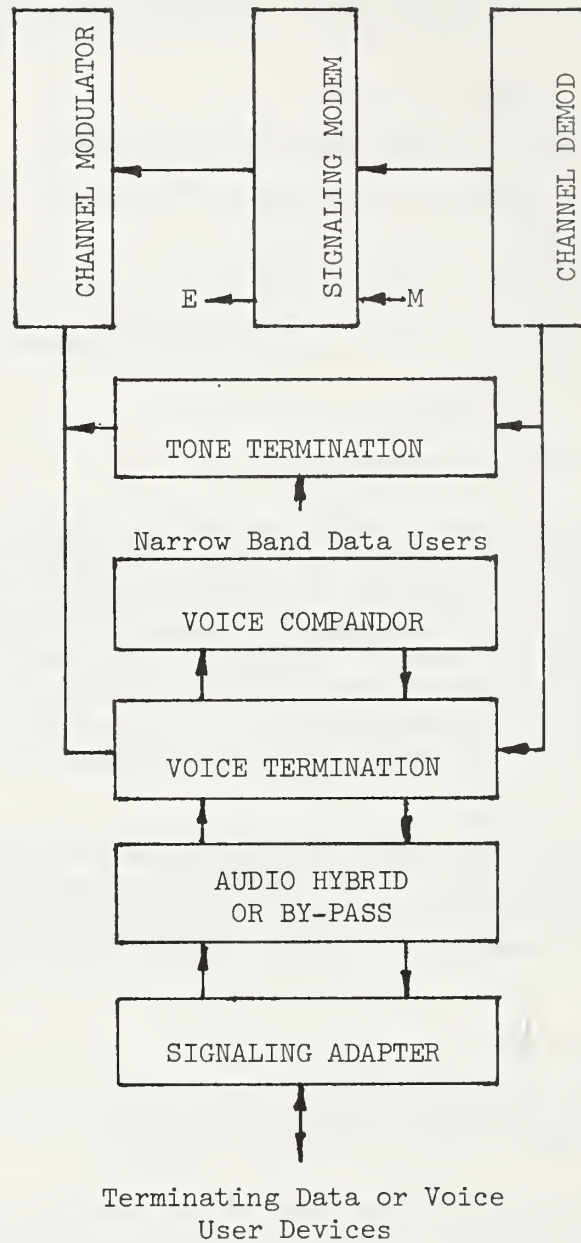 CHANNEL MODULATOR
SIGNALING MODEM
CHANNEL DEMOD
E
M
TONE TERMINATION
Narrow Band Data Users
VOICE COMPANDOR
VOICE TERMINATION
AUDIO HYBRID
OR BY-PASS
SIGNALING ADAPTER
Terminating Data or Voice
User Devices